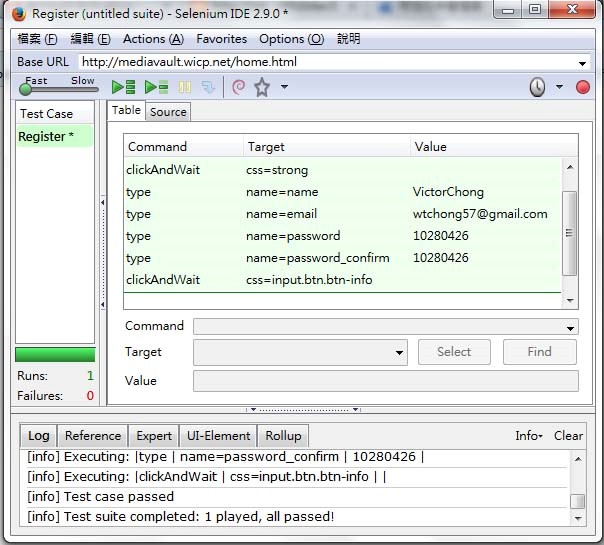 Register (untitled suite) - Selenium IDE 2.9.0 *
檔案 (F) 編輯 (E) Actions (A) Favorites Options (O) 說明
Base URL http://mediavault.wicp.net/home.html
Fast Slow
Test Case
Register *
Table Source
Command Target Value
clickAndWait css=strong
type name=name VictorChong
type name=email wtchong57@gmail.com
type name=password 10280426
type name=password_confirm 10280426
clickAndWait css=input.btn.btn-info
Command
Target Select Find
Value
Runs: 1
Failures: 0
Log Reference Expert UI-Element Rollup Info Clear
[info] Executing: |type | name=password_confirm | 10280426 |
[info] Executing: |clickAndWait | css=input.btn.btn-info | |
[info] Test case passed
[info] Test suite completed: 1 played, all passed!